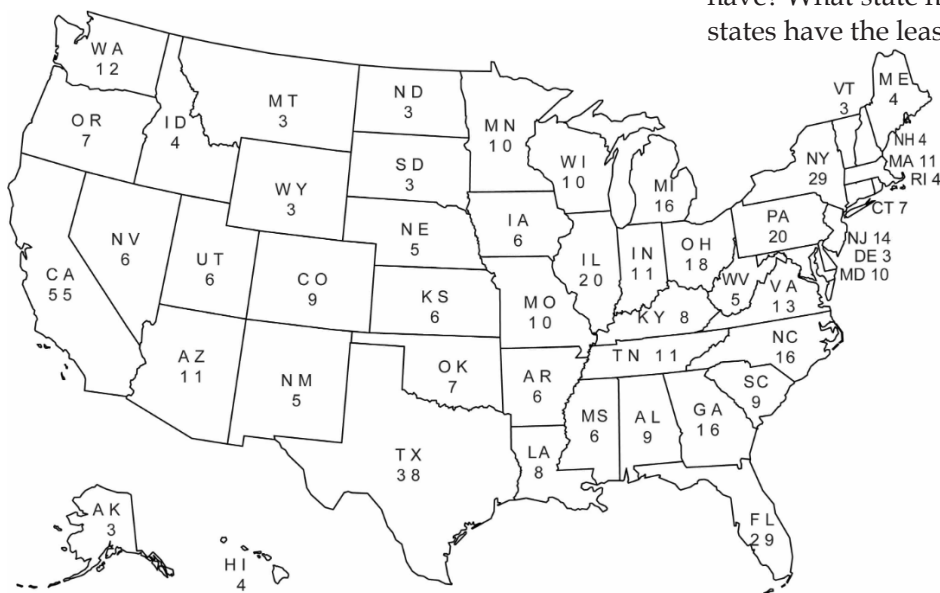 have? What state h
states have the leas
WA
12
MT
3
ND
3
MN
10
VT
3
ME
4
OR
7
ID
4
SD
3
WI
10
MI
16
NY
29
NH 4
MA 11
RI 4
CT 7
WY
3
NE
5
IA
6
PA
20
NJ 14
DE 3
MD 10
CA
55
NV
6
UT
6
CO
9
KS
6
MO
10
IL
20
IN
11
OH
18
WV
5
VA
13
KY 8
AZ
11
NM
5
OK
7
AR
6
TN 11
NC
16
SC
9
MS
6
AL
9
GA
16
TX
38
LA
8
FL
29
AK
3
HI
4